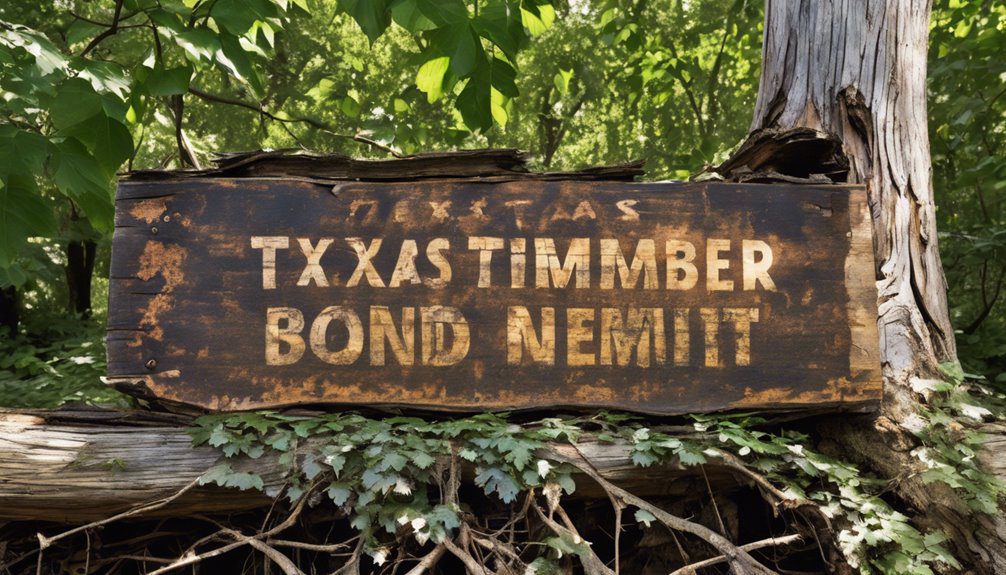 TXXAS TIMMBER
BOND NEMIIT